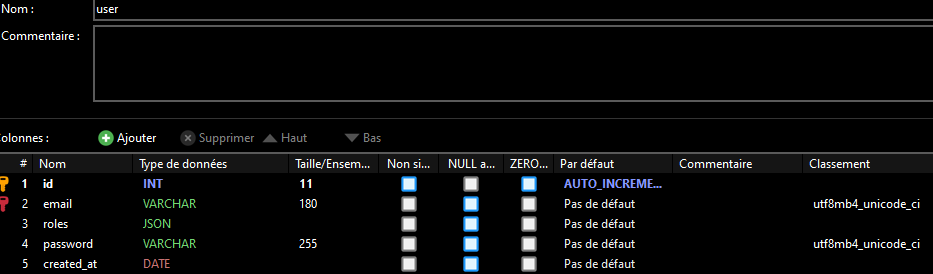 Nom : user
Commentaire :
olonnes : Ajouter Supprimer Haut Bas
# Nom Type de données Taille/Ensem... Non si... NULL a... ZERO... Par défaut Commentaire Classement
1 id INT 11 AUTO_INCREME...
2 email VARCHAR 180 Pas de défaut utf8mb4_unicode_ci
3 roles JSON Pas de défaut
4 password VARCHAR 255 Pas de défaut utf8mb4_unicode_ci
5 created_at DATE Pas de défaut